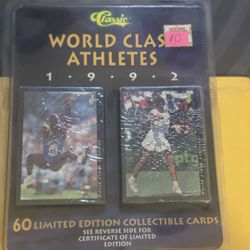 Classic
WORLD CLASS
ATHLETES
1 • 9 • 9 • 2
10
60 LIMITED EDITION COLLECTIBLE CARDS
SEE REVERSE SIDE FOR
CERTIFICATE OF LIMITED
EDITION